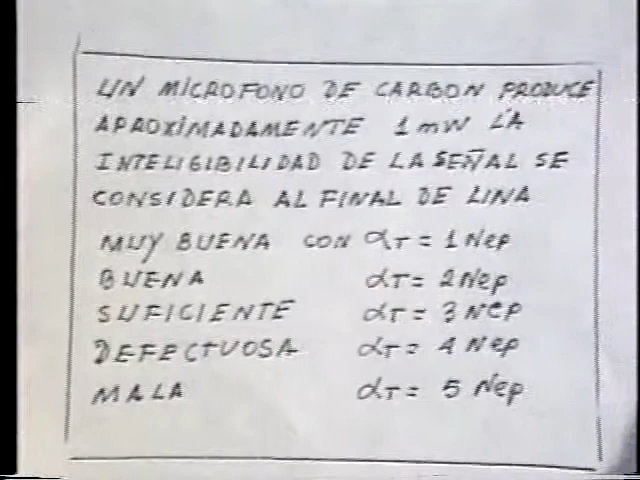 UN MICROFONO DE CARBON PRODUCE
APROXIMADAMENTE 1 mW LA
INTELIGIBILIDAD DE LA SEÑAL SE
CONSIDERA AL FINAL DE LINA
MUY BUENA CON αT = 1 Nep
BUENA αT = 2 Nep
SUFICIENTE αT = 3 Nep
DEFECTUOSA αT = 4 Nep
MALA αT = 5 Nep